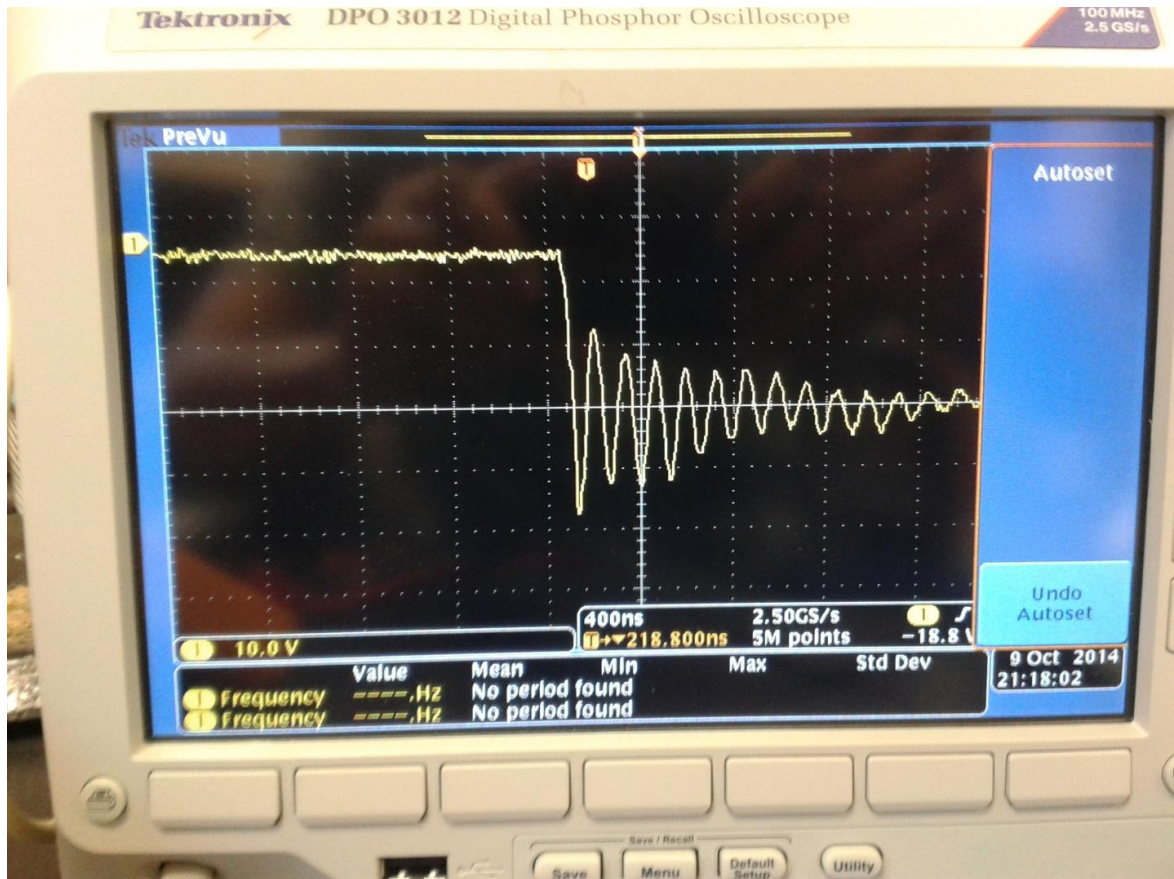 Tektronix DPO 3012 Digital Phosphor Oscilloscope
100 MHz
2.5 GS/s
Tek PreVu
T
T
Autoset
1
Undo
Autoset
400ns 2.50GS/s 1
T→▼218.800ns 5M points −18.8 V
1 10.0 V
Value Mean Min Max Std Dev
1 Frequency ----.Hz No period found
1 Frequency ----.Hz No period found
9 Oct 2014
21:18:02
Save / Recall
Save Menu Default Setup Utility